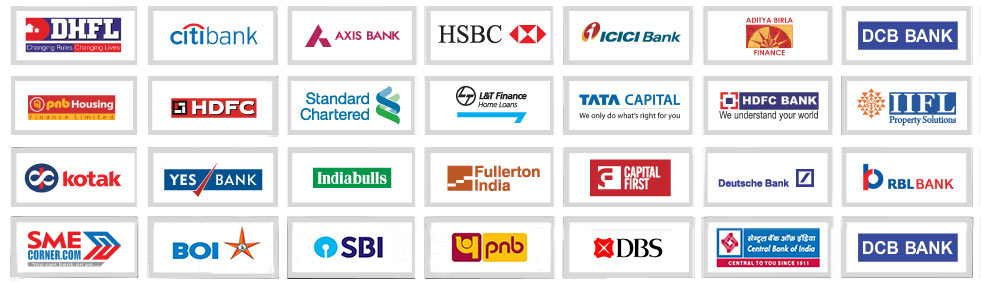 DHFL
Changing Rules Changing Lives
citibank
AXIS BANK
HSBC
ICICI Bank
ADITYA BIRLA
FINANCE
DCB BANK
pnb Housing
Finance Limited
HDFC
Standard
Chartered
L&T Finance
Home Loans
TATA CAPITAL
We only do what's right for you
HDFC BANK
We understand your world
IIFL
Property Solutions
kotak
YES BANK
Indiabulls
Fullerton
India
CAPITAL
FIRST
Deutsche Bank
RBL BANK
SME
CORNER.COM
BOI
SBI
pnb
DBS
सेन्ट्रल बैंक ऑफ़ इंडिया
Central Bank of India
CENTRAL TO YOU SINCE 1911
DCB BANK